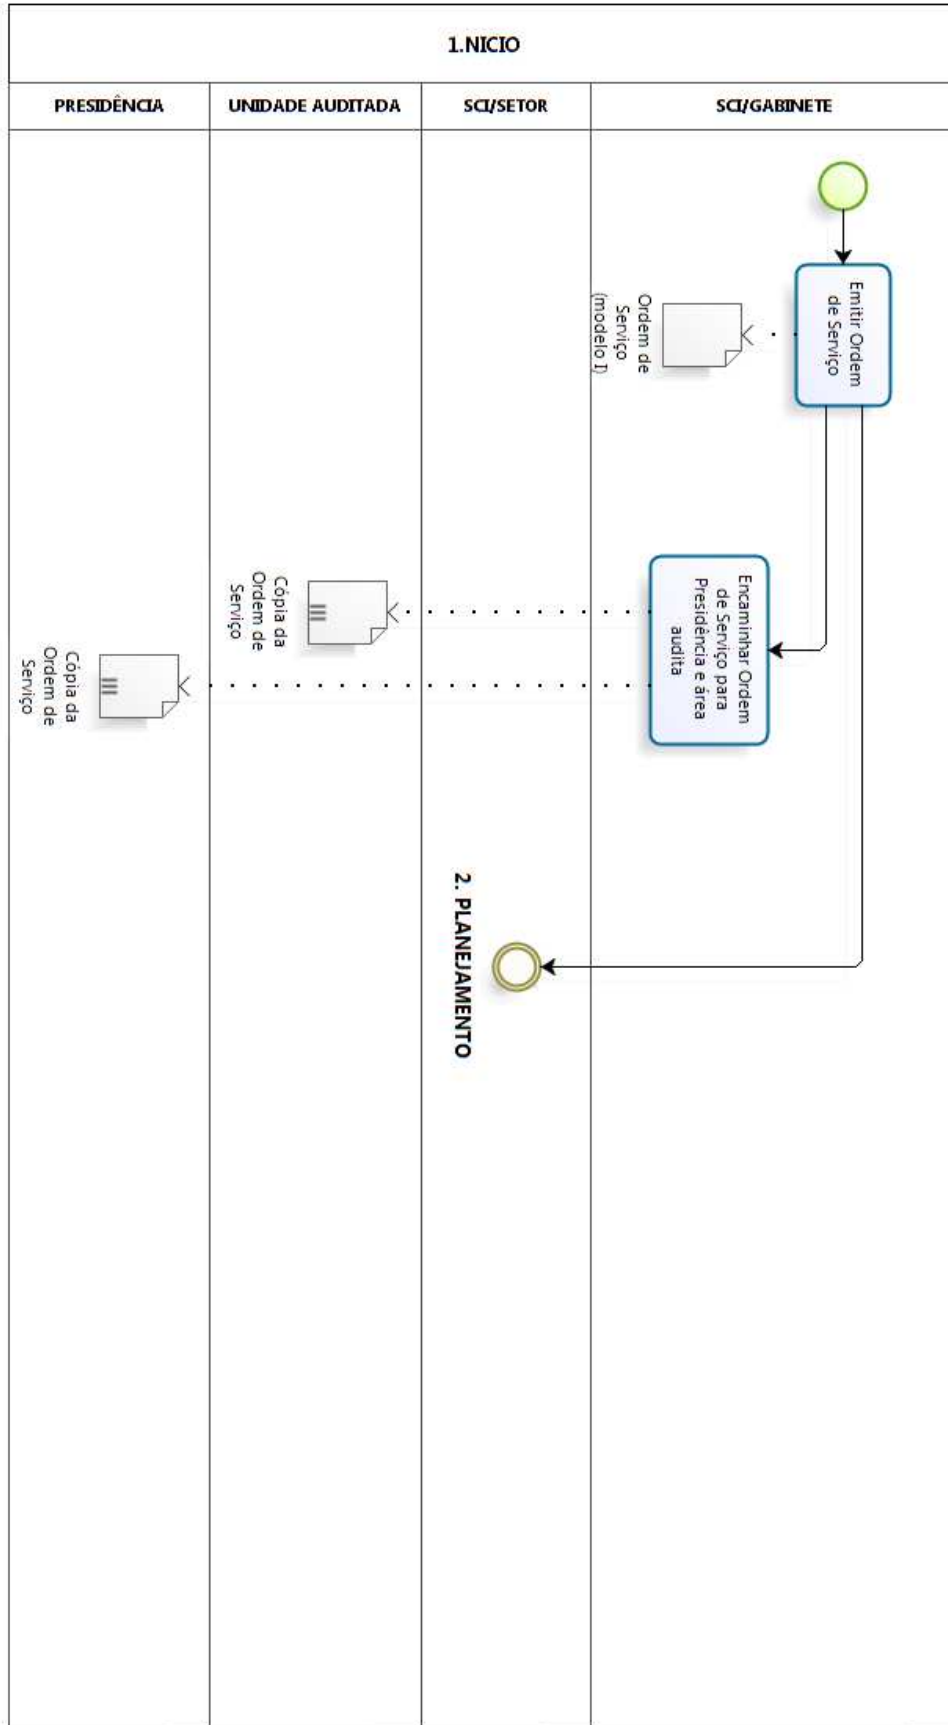 1.NICIO
PRESIDÊNCIA
UNIDADE AUDITADA
SCI/SETOR
SCI/GABINETE
Emitir Ordem
de Serviço
Ordem de
Serviço
(modelo I)
Encaminhar Ordem
de Serviço para
Presidência e área
audita
Cópia da
Ordem de
Serviço
Cópia da
Ordem de
Serviço
2. PLANEJAMENTO